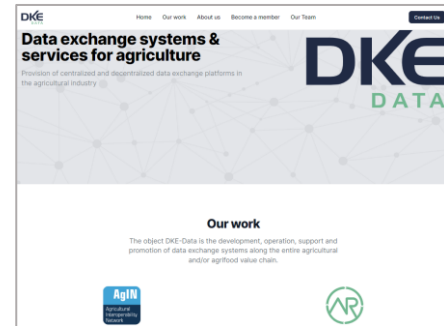 DKE
DATA
Home Our work About us Become a member Our Team Contact Us
Data exchange systems &
services for agriculture
Provision of centralized and decentralized data exchange platforms in
the agricultural industry
DKE
DATA
Our work
The object DKE-Data is the development, operation, support and
promotion of data exchange systems along the entire agricultural
and/or agrifood value chain.
AgIN
Agricultural
Interoperability
Network
AR